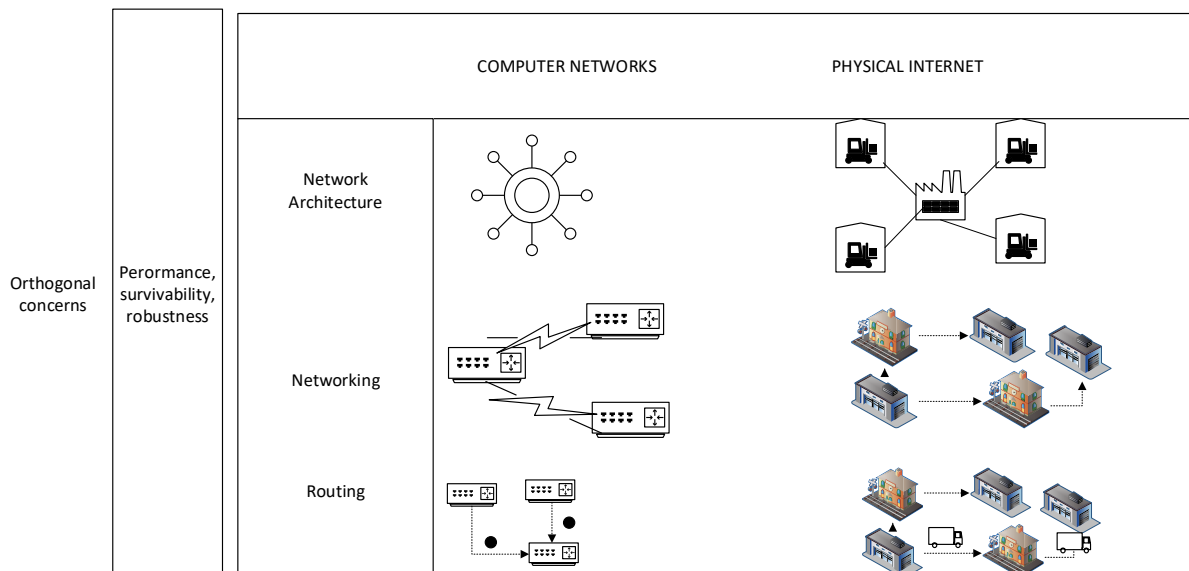 COMPUTER NETWORKS
PHYSICAL INTERNET
Network
Architecture
Orthogonal
concerns
Perormance,
survivability,
robustness
Networking
Routing